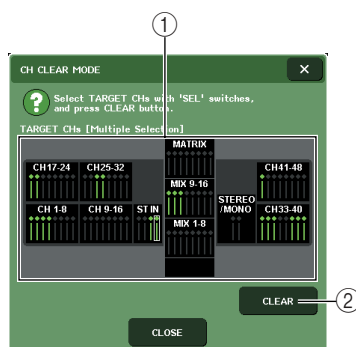 1
CH CLEAR MODE
×
? Select TARGET CHs with 'SEL' switches,
and press CLEAR button.
TARGET CHs [Multiple Selection]
MATRIX
CH17-24 CH25-32 CH41-48
MIX 9-16
STEREO
/MONO
CH 1-8 CH 9-16 ST IN CH33-40
MIX 1-8
CLEAR 2
CLOSE